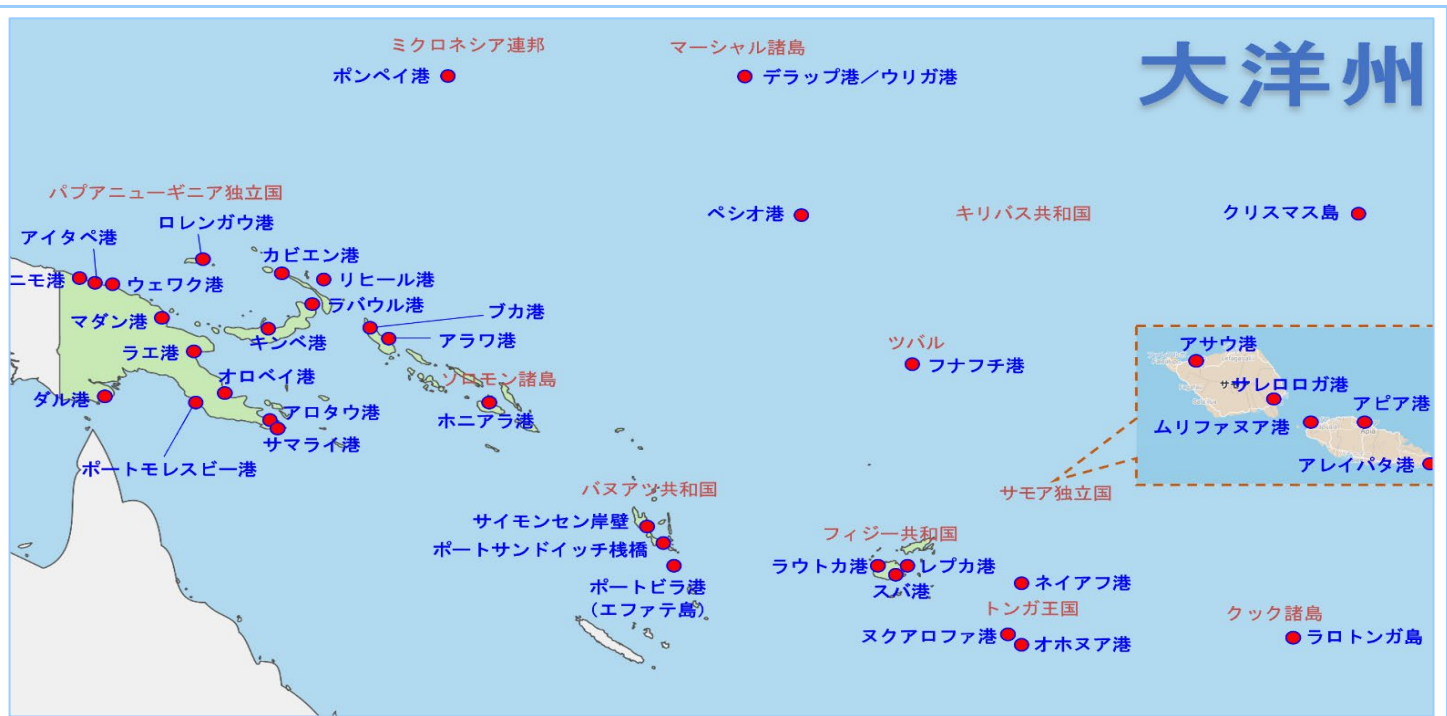 大洋州
ミクロネシア連邦
マーシャル諸島
ポンペイ港
デラップ港／ウリガ港
パプアニューギニア独立国
ロレンガウ港
ペシオ港
キリバス共和国
クリスマス島
アイタペ港
カビエン港
ニモ港
ウェワク港
リヒール港
ラバウル港
マダン港
キンベ港
ブカ港
アラワ港
ラエ港
ツバル
フナフチ港
アサウ港
オロベイ港
ソロモン諸島
サレロロガ港
ダル港
アロタウ港
ホニアラ港
アピア港
サマライ港
ムリファヌア港
ポートモレスビー港
アレイパタ港
バヌアツ共和国
サモア独立国
サイモンセン岸壁
フィジー共和国
ポートサンドイッチ桟橋
ラウトカ港
レプカ港
ポートビラ港
スバ港
ネイアフ港
（エファテ島）
トンガ王国
クック諸島
ヌクアロファ港
オホヌア港
ラロトンガ島